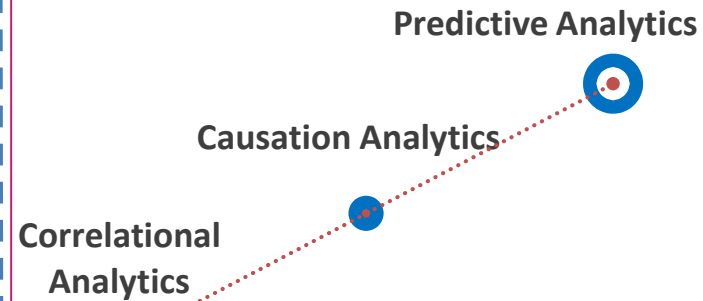 Predictive Analytics
Causation Analytics
Correlational
Analytics